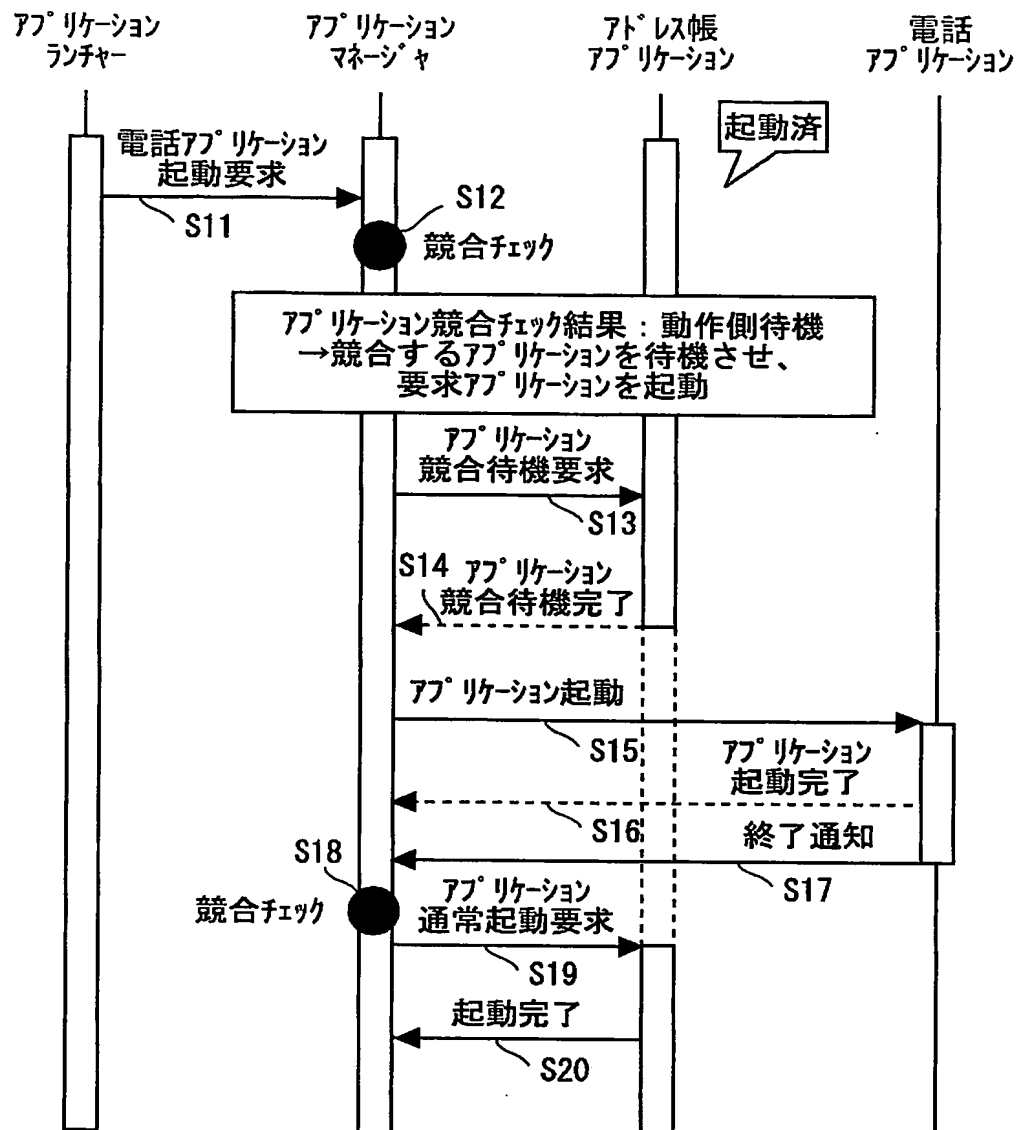 アプリケーション
ランチャー
アプリケーション
マネージャ
アドレス帳
アプリケーション
電話
アプリケーション
起動済
電話アプリケーション
起動要求
S11
S12
競合チェック
アプリケーション競合チェック結果：動作側待機
→競合するアプリケーションを待機させ、
要求アプリケーションを起動
アプリケーション
競合待機要求
S13
S14
アプリケーション
競合待機完了
アプリケーション起動
S15
アプリケーション
起動完了
S16
終了通知
S17
S18
競合チェック
アプリケーション
通常起動要求
S19
起動完了
S20